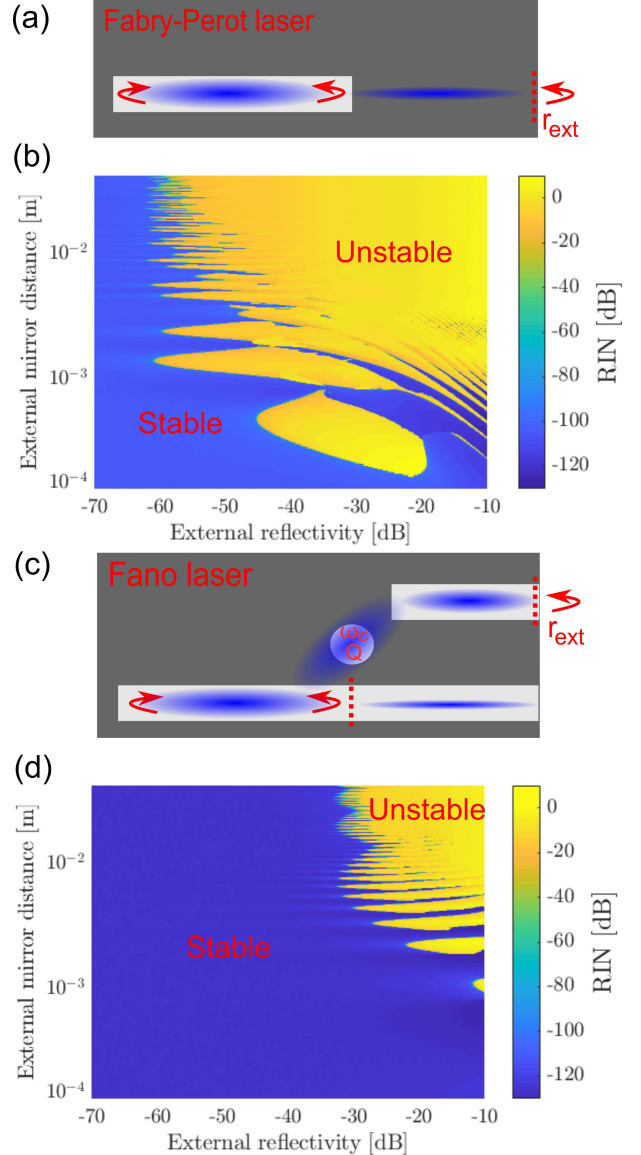 (a)
Fabry-Perot laser
r_ext
(b)
External mirror distance [m]
10^-2
10^-3
10^-4
-70 -60 -50 -40 -30 -20 -10
External reflectivity [dB]
Unstable
Stable
0
-20
-40
-60
-80
-100
-120
RIN [dB]
(c)
Fano laser
ω_c
Q
r_ext
(d)
External mirror distance [m]
10^-2
10^-3
10^-4
-70 -60 -50 -40 -30 -20 -10
External reflectivity [dB]
Unstable
Stable
0
-20
-40
-60
-80
-100
-120
RIN [dB]